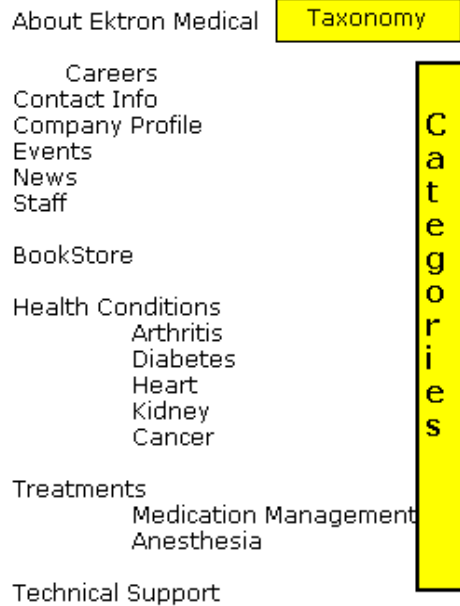 About Ektron Medical
Taxonomy
Careers
Contact Info
Company Profile
Events
News
Staff
BookStore
Health Conditions
Arthritis
Diabetes
Heart
Kidney
Cancer
Treatments
Medication Management
Anesthesia
Technical Support
Categories